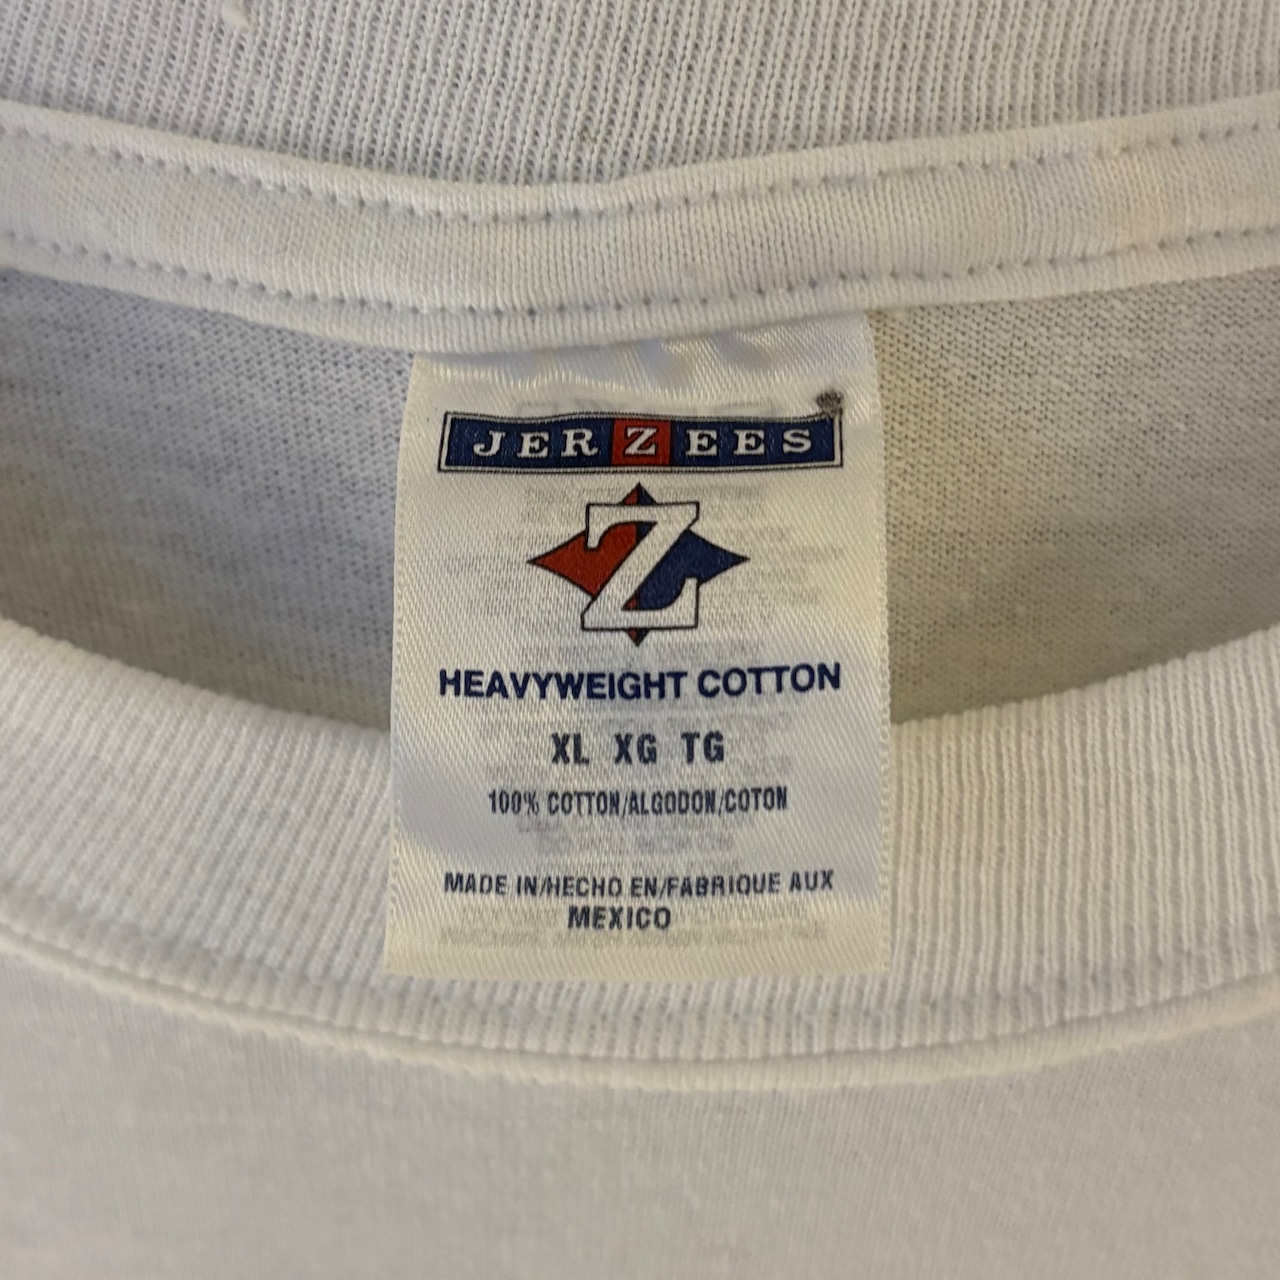 JERZEES
Z
HEAVYWEIGHT COTTON
XL XG TG
100% COTTON/ALGODON/COTON
MADE IN/HECHO EN/FABRIQUE AUX
MEXICO